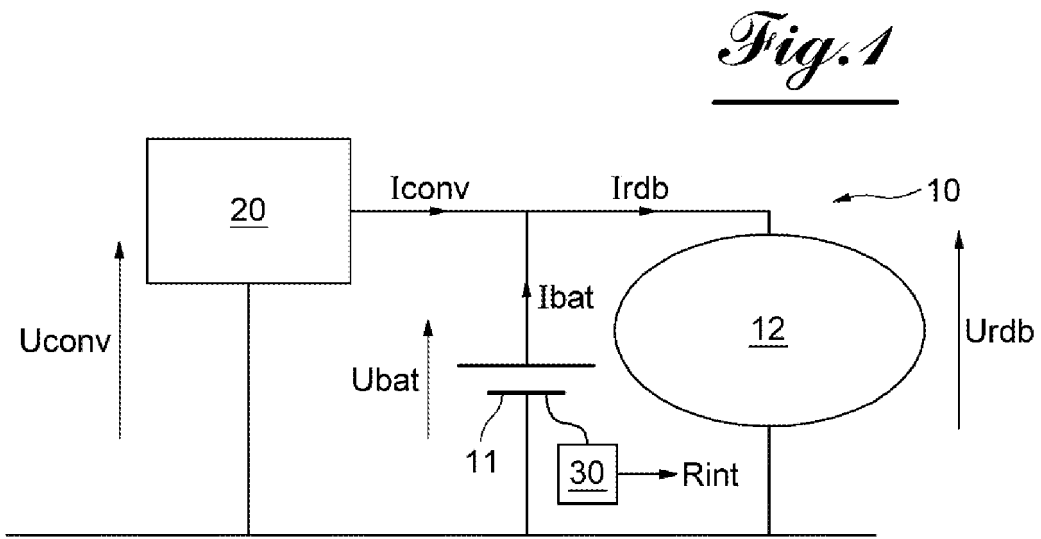 Fig.1
Iconv
Irdb
10
20
Ibat
Uconv
Ubat
12
Urdb
11
30
Rint